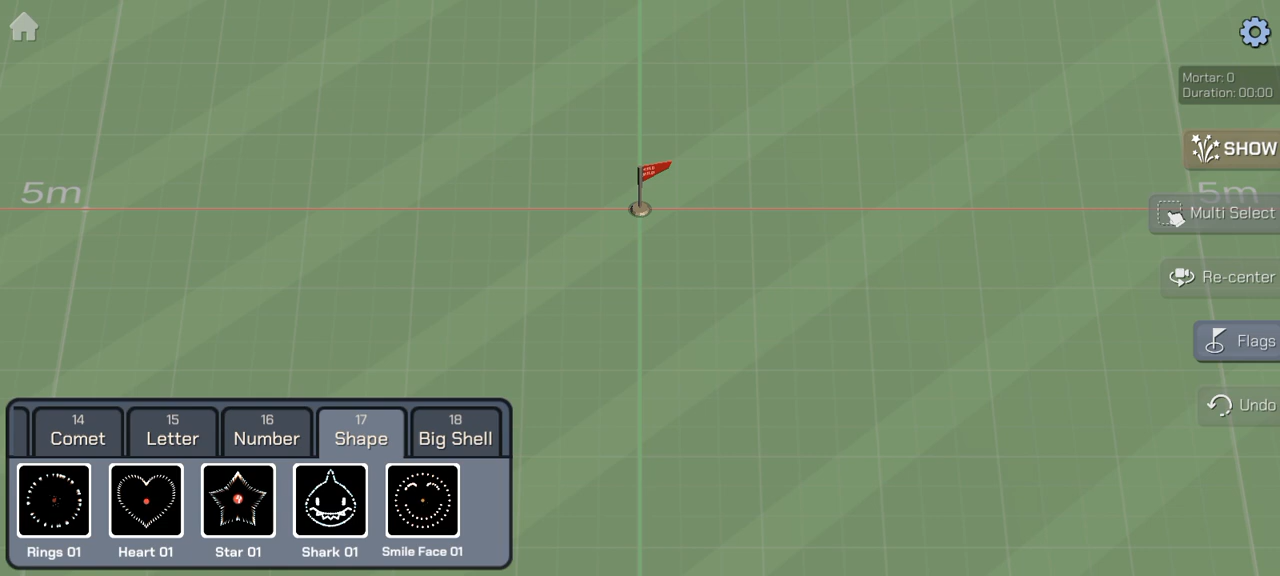 Mortar: 0
Duration: 00:00
SHOW
5m
5m
Multi Select
Re-center
Flags
Undo
14
Comet
15
Letter
16
Number
17
Shape
18
Big Shell
Rings 01
Heart 01
Star 01
Shark 01
Smile Face 01